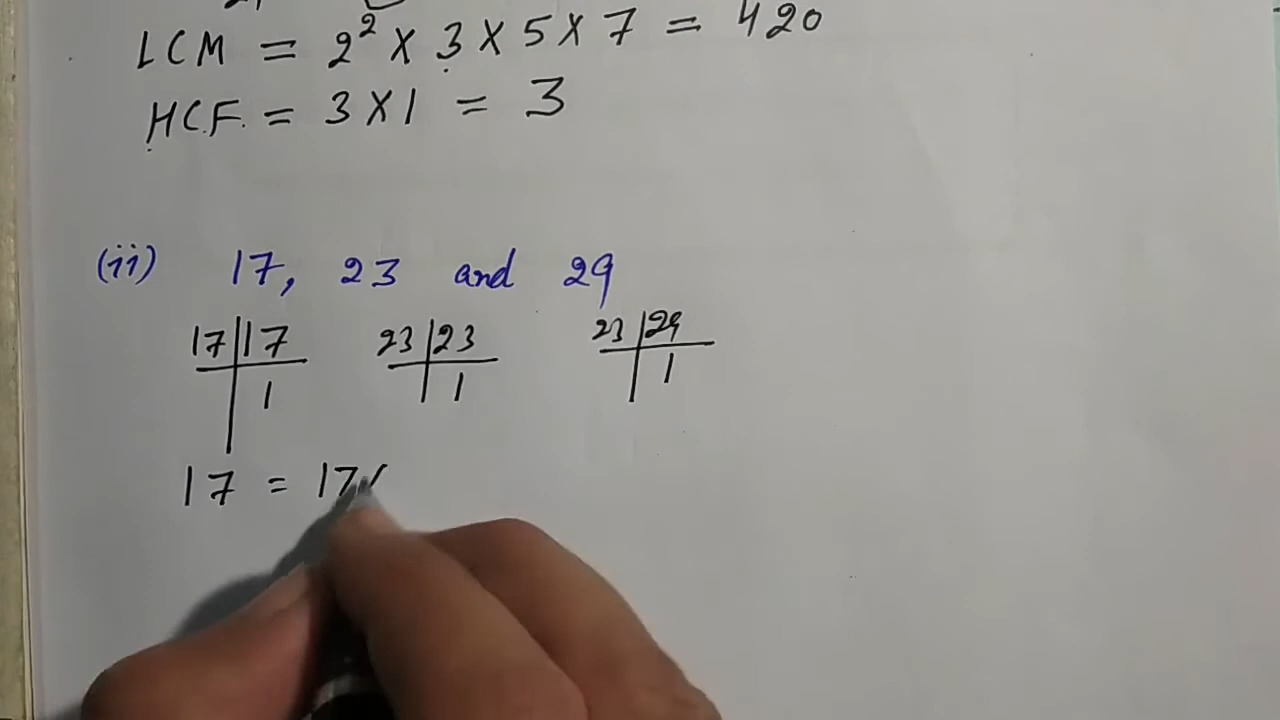 LCM = 2² × 3 × 5 × 7 = 420
H.C.F. = 3 × 1 = 3
(ii) 17, 23 and 29
17 | 17 23 | 23 23 | 29
1 1 1
17 = 17